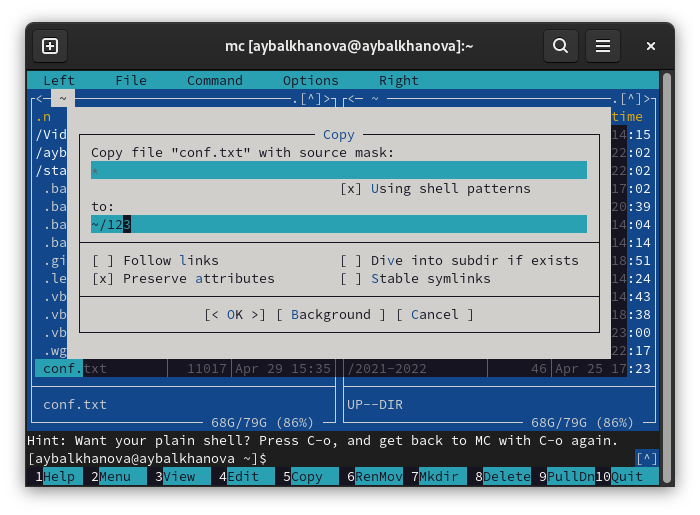 mc [aybalkhanova@aybalkhanova]:~
Left File Command Options Right
<— ~ .[^]> <— ~ .[^]>
.n time
/Vid 14:15
/ayb 22:02
/sta 22:02
.ba 17:02
.ba 20:39
.ba 14:04
.ba 14:14
.gi 18:51
.le 14:24
.vb 14:43
.vb 18:38
.vb 23:00
.wg 22:17
Copy
Copy file "conf.txt" with source mask:
*
[x] Using shell patterns
to:
~/123
[ ] Follow links [ ] Dive into subdir if exists
[x] Preserve attributes [ ] Stable symlinks
[< OK >] [ Background ] [ Cancel ]
conf.txt 11017 Apr 29 15:35 /2021-2022 46 Apr 25 17:23
conf.txt UP--DIR
68G/79G (86%) 68G/79G (86%)
Hint: Want your plain shell? Press C-o, and get back to MC with C-o again.
[aybalkhanova@aybalkhanova ~]$ [^]
1Help 2Menu 3View 4Edit 5Copy 6RenMov 7Mkdir 8Delete 9PullDn 10Quit